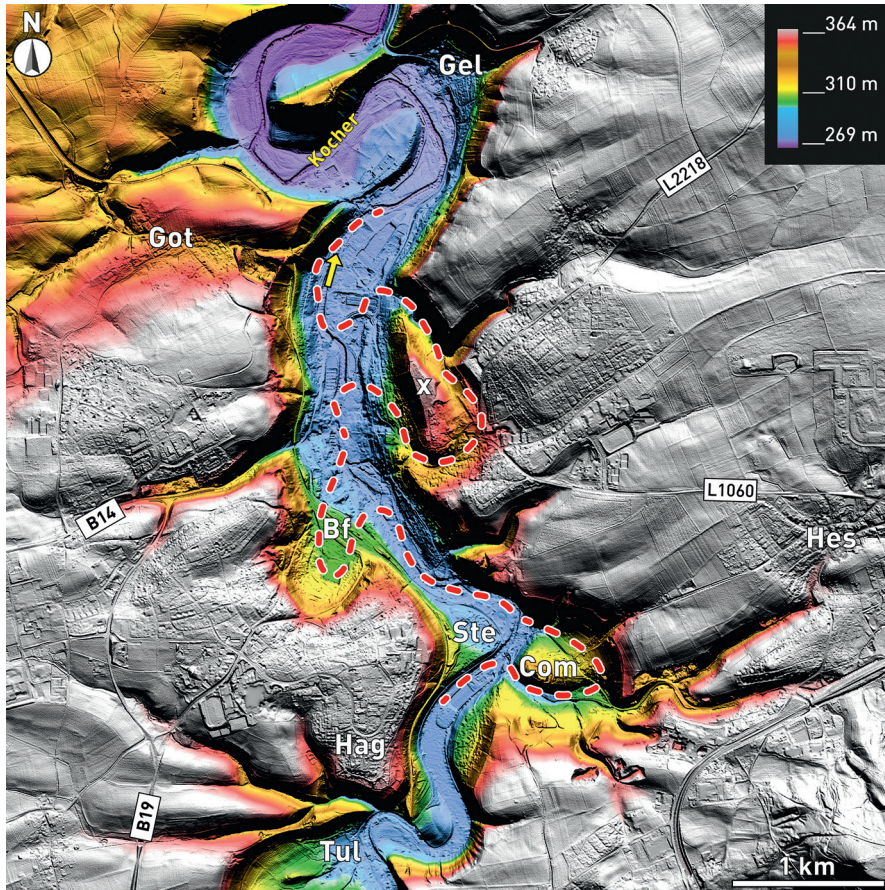 N
364 m
310 m
269 m
Gel
Kocher
L2218
Got
x
B14
L1060
Bf
Hes
Ste
Com
Hag
B19
Tul
1 km